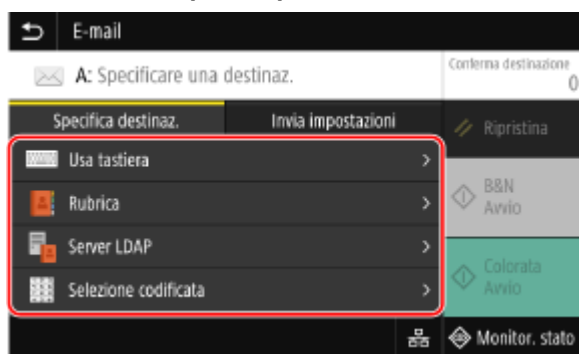 E-mail
A: Specificare una destinaz.
Conferma destinazione
0
Specifica destinaz.
Invia impostazioni
Ripristina
Usa tastiera
Rubrica
B&N
Avvio
Server LDAP
Selezione codificata
Colorata
Avvio
Monitor. stato